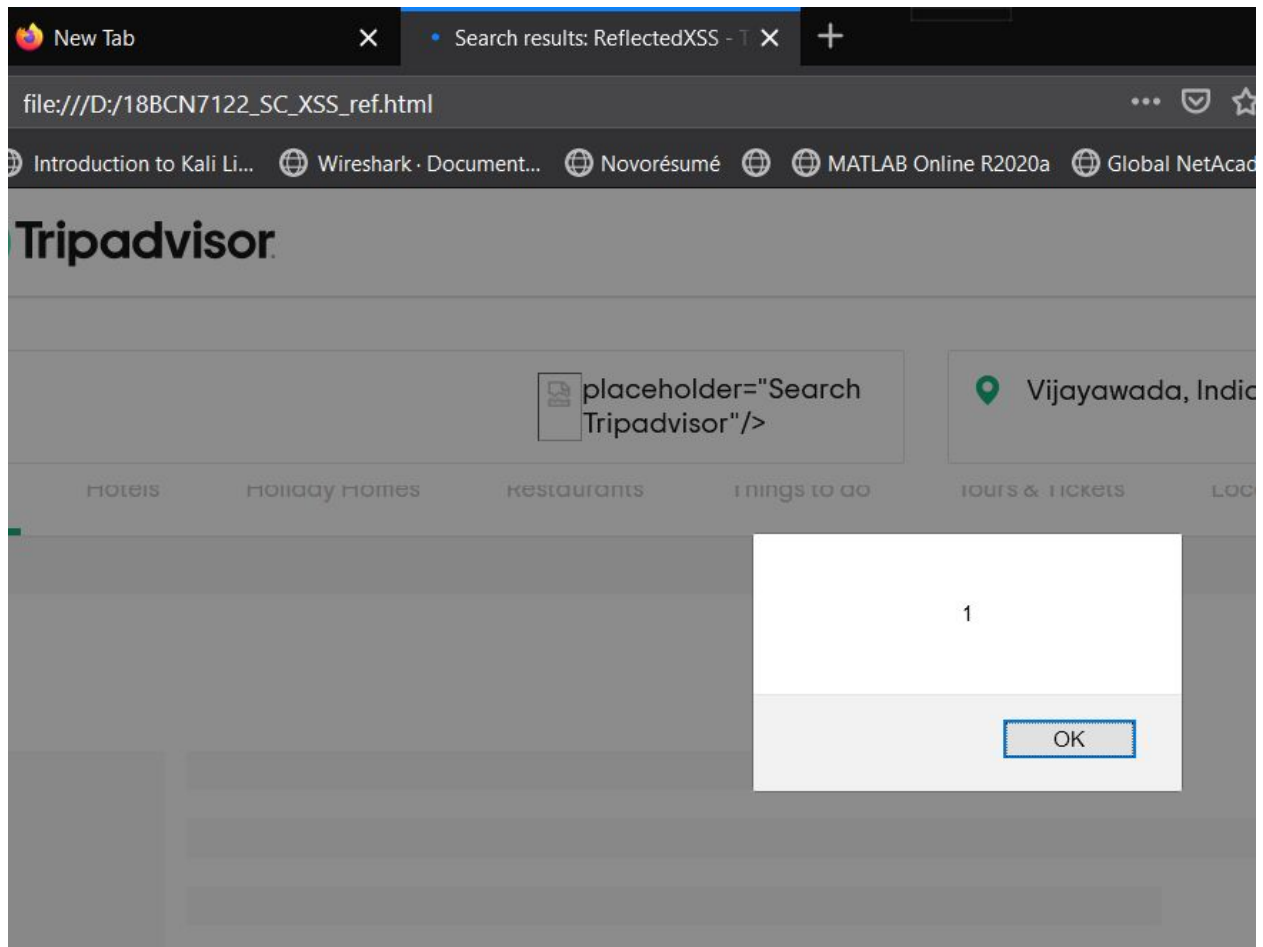 New Tab
Search results: ReflectedXSS - T
file:///D:/18BCN7122_SC_XSS_ref.html
Introduction to Kali Li... Wireshark · Document... Novorésumé MATLAB Online R2020a Global NetAcad
Tripadvisor
placeholder="Search
Tripadvisor"/>
Vijayawada, India
Hotels Holiday Homes Restaurants Things to do Tours & Tickets Loc
1
OK